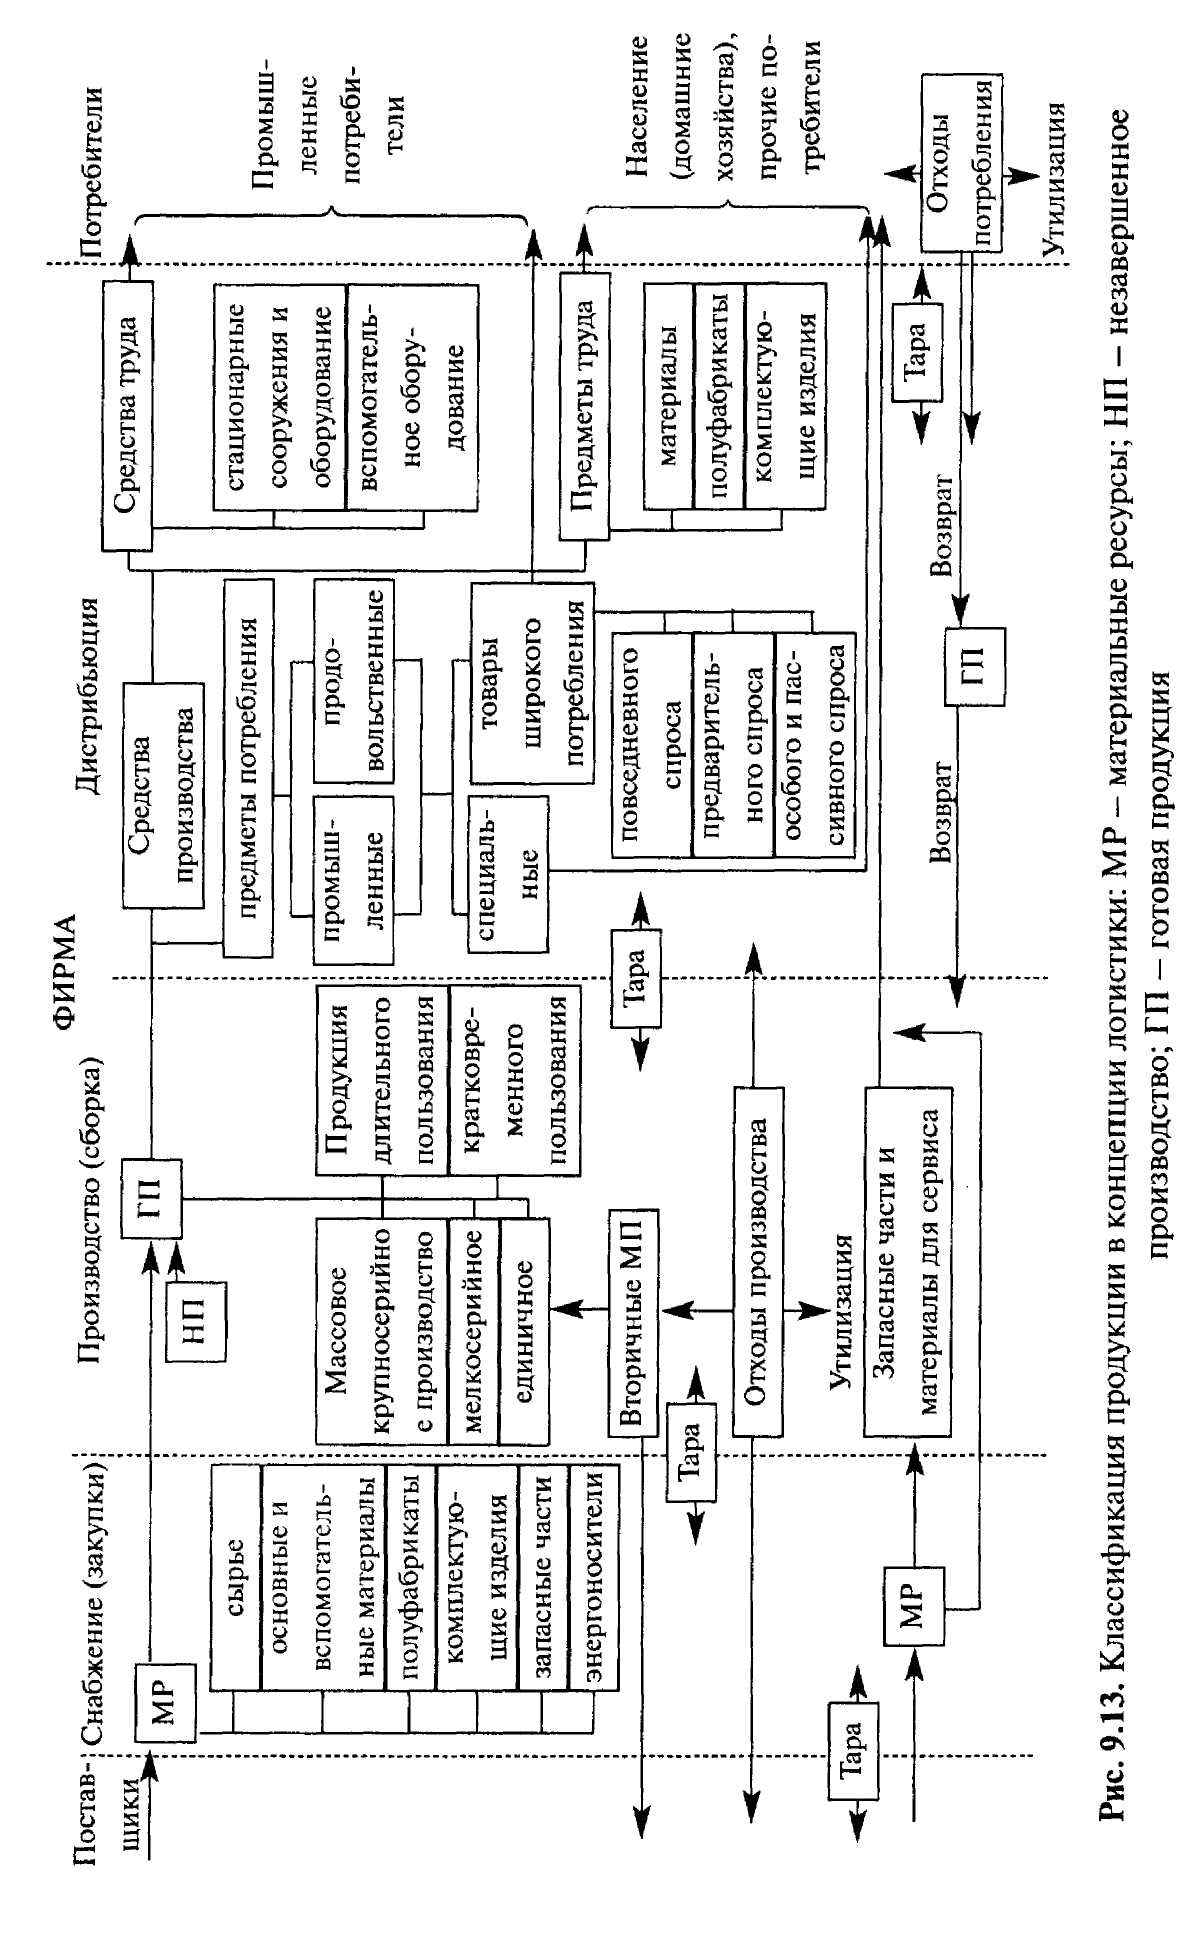 ФИРМА
Постав-
щики
Снабжение (закупки)
Производство (сборка)
Дистрибьюция
Потребители
МР
сырье
основные и
вспомогатель-
ные материалы
полуфабрикаты
комплектую-
щие изделия
запасные части
энергоносители
ГП
НП
Массовое
крупносерийно
е производство
мелкосерийное
единичное
Продукция
длительного
пользования
кратковре-
менного
пользования
Вторичные МП
Тара
Отходы производства
Утилизация
Запасные части и
материалы для сервиса
МР
Тара
Тара
Средства
производства
предметы потребления
промыш-
ленные
продо-
вольственные
специаль-
ные
товары
широкого
потребления
повседневного
спроса
предваритель-
ного спроса
особого и пас-
сивного спроса
Средства труда
стационарные
сооружения и
оборудование
вспомогатель-
ное обору-
дование
Предметы труда
материалы
полуфабрикаты
комплектую-
щие изделия
Тара
Возврат
ГП
Возврат
Промыш-
ленные
потреби-
тели
Население
(домашние
хозяйства),
прочие по-
требители
Отходы
потребления
Утилизация
Рис. 9.13. Классификация продукции в концепции логистики: МР – материальные ресурсы; НП – незавершенное
производство; ГП – готовая продукция